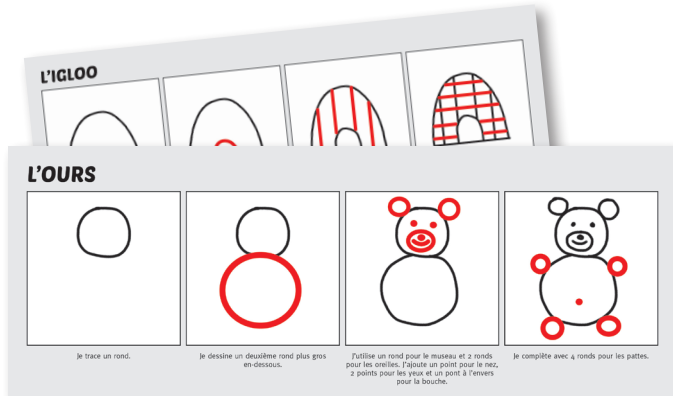 L'IGLOO
L'OURS
Je trace un rond.
Je dessine un deuxième rond plus gros
en-dessous.
J'utilise un rond pour le museau et 2 ronds
pour les oreilles. J'ajoute un point pour le nez,
2 points pour les yeux et un pont à l'envers
pour la bouche.
Je complète avec 4 ronds pour les pattes.